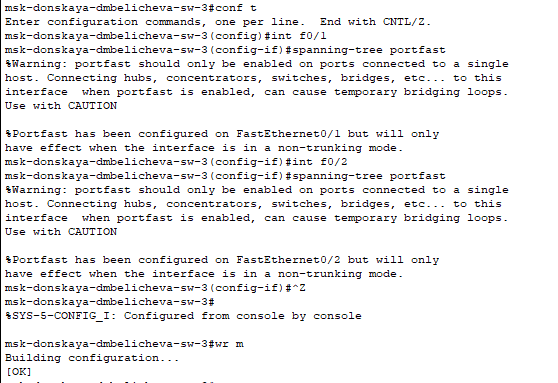 msk-donskaya-dmbelicheva-sw-3#conf t
Enter configuration commands, one per line.  End with CNTL/Z.
msk-donskaya-dmbelicheva-sw-3(config)#int f0/1
msk-donskaya-dmbelicheva-sw-3(config-if)#spanning-tree portfast
%Warning: portfast should only be enabled on ports connected to a single
host. Connecting hubs, concentrators, switches, bridges, etc... to this
interface  when portfast is enabled, can cause temporary bridging loops.
Use with CAUTION
%Portfast has been configured on FastEthernet0/1 but will only
have effect when the interface is in a non-trunking mode.
msk-donskaya-dmbelicheva-sw-3(config-if)#int f0/2
msk-donskaya-dmbelicheva-sw-3(config-if)#spanning-tree portfast
%Warning: portfast should only be enabled on ports connected to a single
host. Connecting hubs, concentrators, switches, bridges, etc... to this
interface  when portfast is enabled, can cause temporary bridging loops.
Use with CAUTION
%Portfast has been configured on FastEthernet0/2 but will only
have effect when the interface is in a non-trunking mode.
msk-donskaya-dmbelicheva-sw-3(config-if)#^Z
msk-donskaya-dmbelicheva-sw-3#
%SYS-5-CONFIG_I: Configured from console by console
msk-donskaya-dmbelicheva-sw-3#wr m
Building configuration...
[OK]